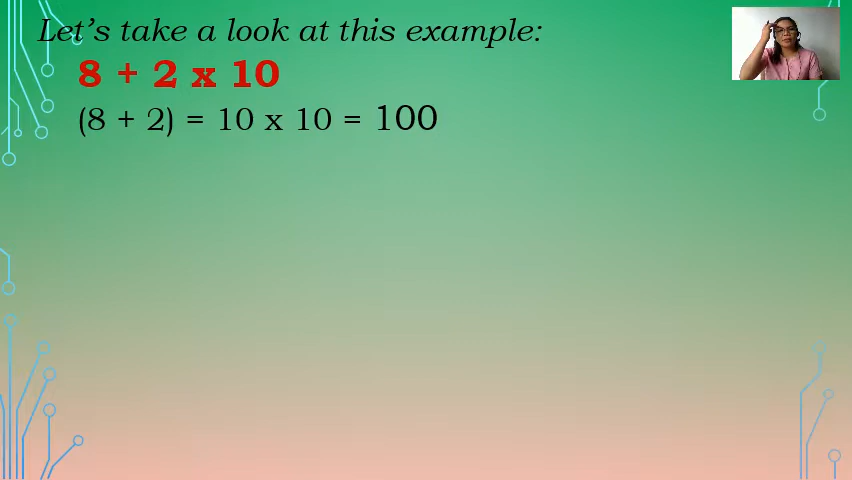 Let's take a look at this example:
8 + 2 x 10
(8 + 2) = 10 x 10 = 100